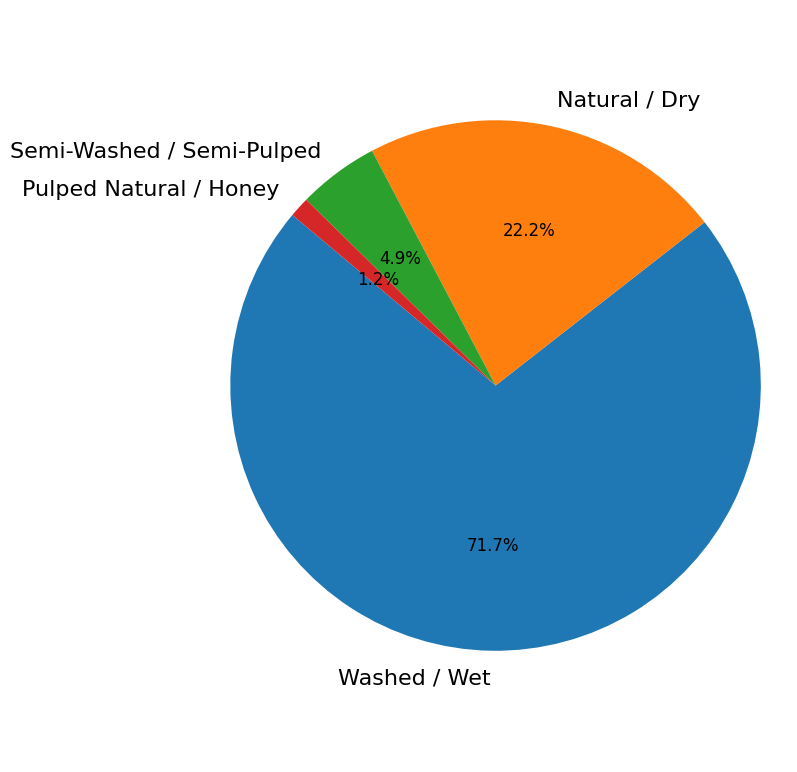 Natural / Dry
Semi-Washed / Semi-Pulped
Pulped Natural / Honey
22.2%
4.9%
1.2%
71.7%
Washed / Wet